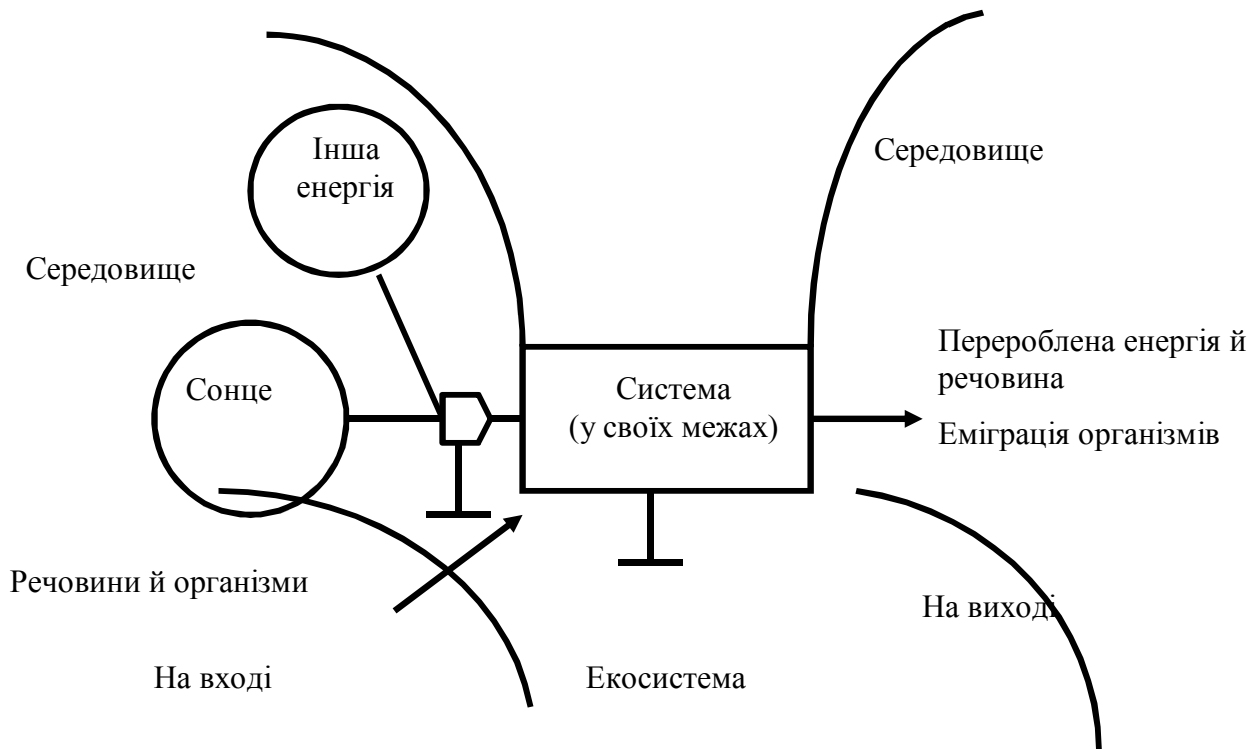 Інша
енергія
Середовище
Середовище
Сонце
Система
(у своїх межах)
Перероблена енергія й
речовина
Еміграція організмів
Речовини й організми
На виході
На вході
Екосистема